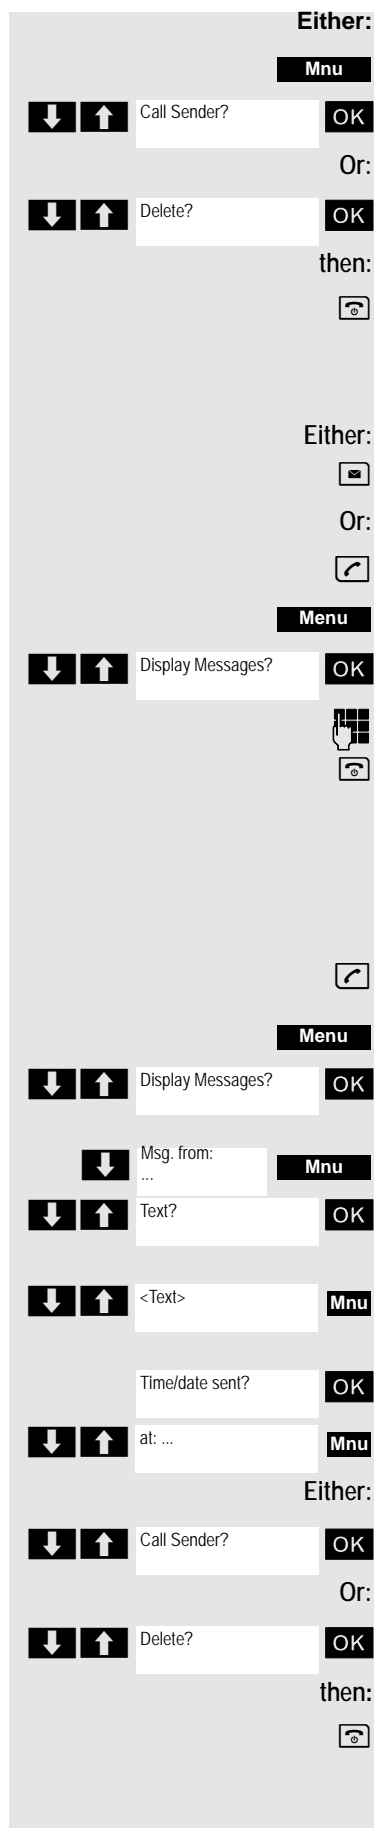 Either:
Mnu
Call Sender? OK
Or:
Delete? OK
then:
Either:
Or:
Menu
Display Messages? OK
Menu
Display Messages? OK
Msg. from:
... Mnu
Text? OK
<Text> Mnu
Time/date sent? OK
at: ... Mnu
Either:
Call Sender? OK
Or:
Delete? OK
then: